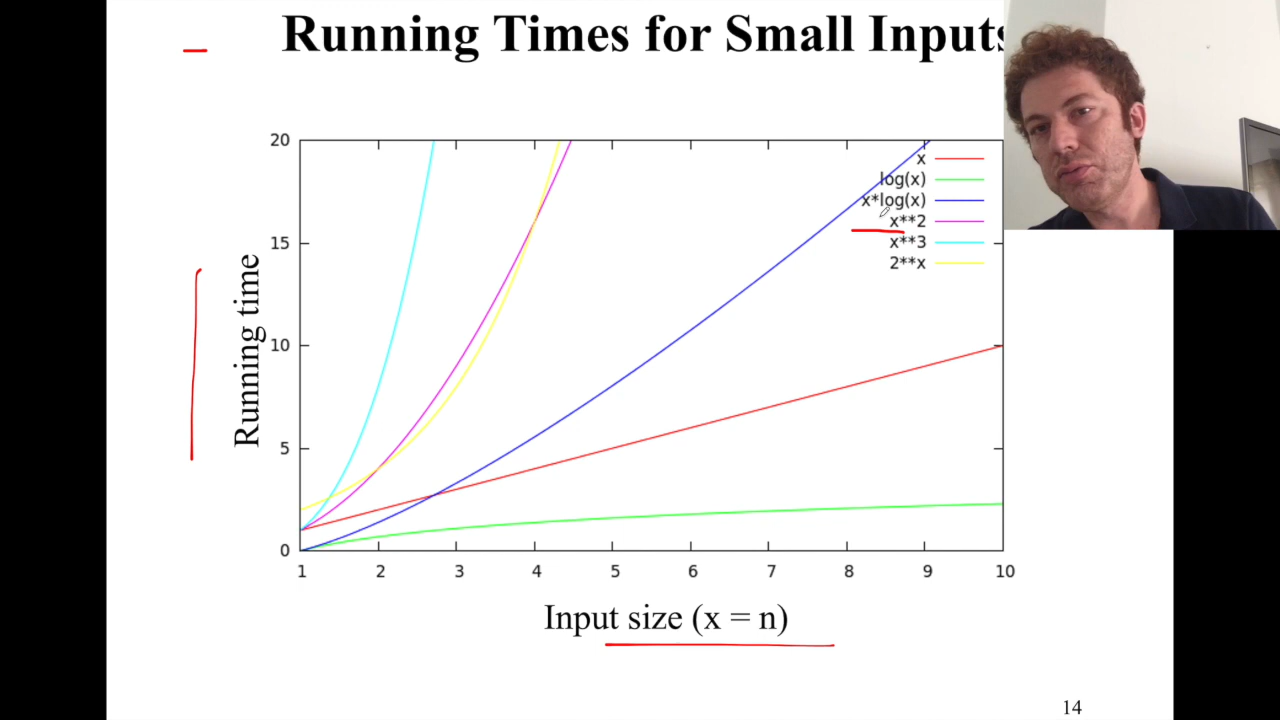 Running Times for Small Inputs
20
15
10
5
0
Running time
x
log(x)
x*log(x)
x**2
x**3
2**x
1 2 3 4 5 6 7 8 9 10
Input size (x = n)
14